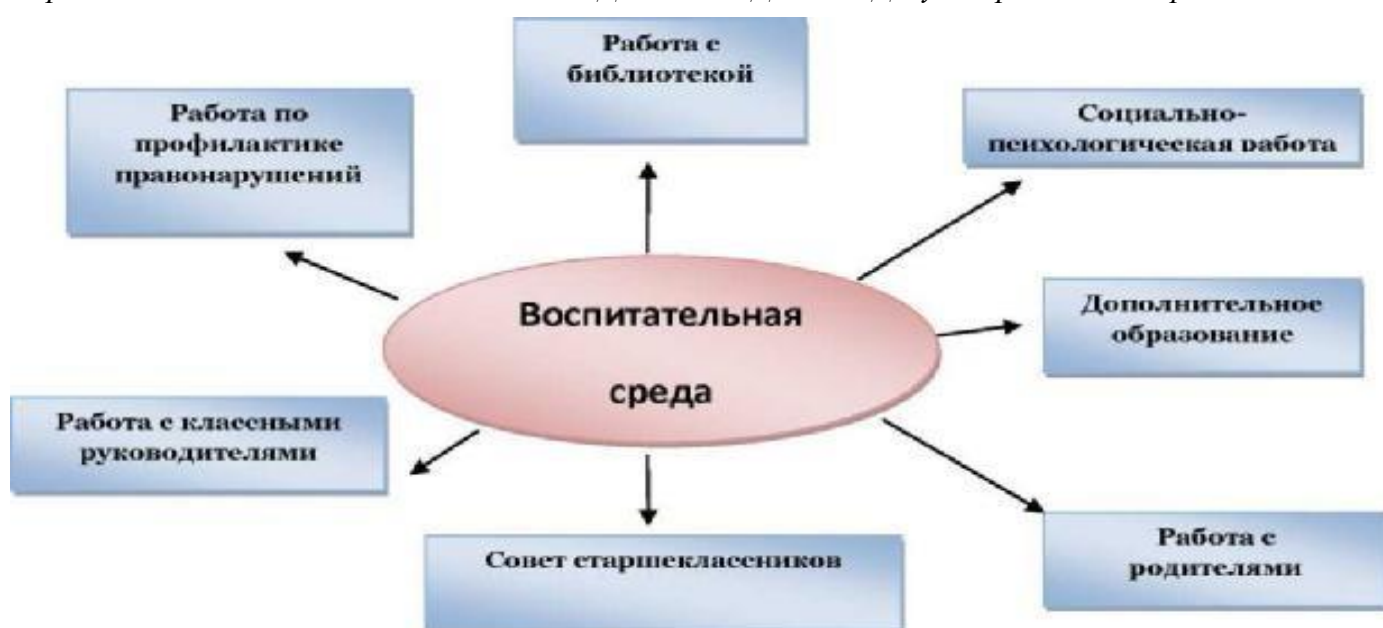 Работа с
библиотекой
Работа по
профилактике
правонарушений
Социально-
психологическая работа
Воспитательная
среда
Дополнительное
образование
Работа с классными
руководителями
Совет старшеклассников
Работа с
родителями